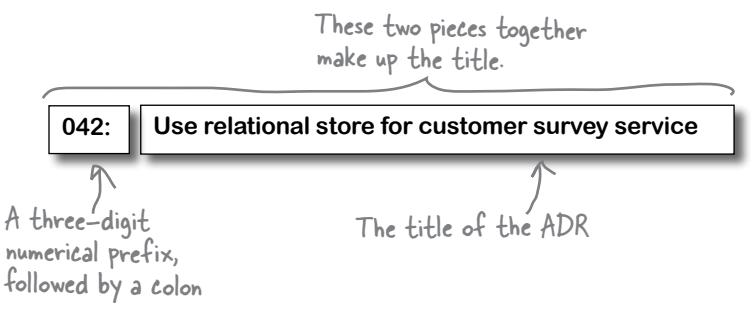 These two pieces together
make up the title.
042: Use relational store for customer survey service
A three-digit
numerical prefix,
followed by a colon
The title of the ADR